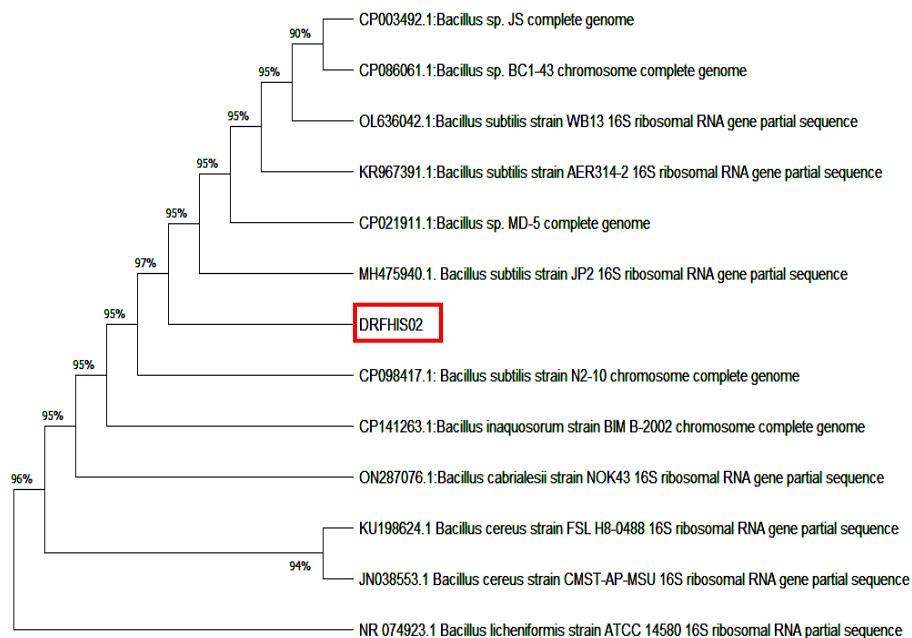 CP003492.1:Bacillus sp. JS complete genome
90%
CP086061.1:Bacillus sp. BC1-43 chromosome complete genome
95%
OL636042.1:Bacillus subtilis strain WB13 16S ribosomal RNA gene partial sequence
95%
KR967391.1:Bacillus subtilis strain AER314-2 16S ribosomal RNA gene partial sequence
95%
CP021911.1:Bacillus sp. MD-5 complete genome
95%
MH475940.1. Bacillus subtilis strain JP2 16S ribosomal RNA gene partial sequence
97%
DRFHIS02
95%
CP098417.1: Bacillus subtilis strain N2-10 chromosome complete genome
95%
CP141263.1:Bacillus inaquosorum strain BIM B-2002 chromosome complete genome
95%
ON287076.1:Bacillus cabrialesii strain NOK43 16S ribosomal RNA gene partial sequence
96%
KU198624.1 Bacillus cereus strain FSL H8-0488 16S ribosomal RNA gene partial sequence
94%
JN038553.1 Bacillus cereus strain CMST-AP-MSU 16S ribosomal RNA gene partial sequence
NR 074923.1 Bacillus licheniformis strain ATCC 14580 16S ribosomal RNA partial sequence